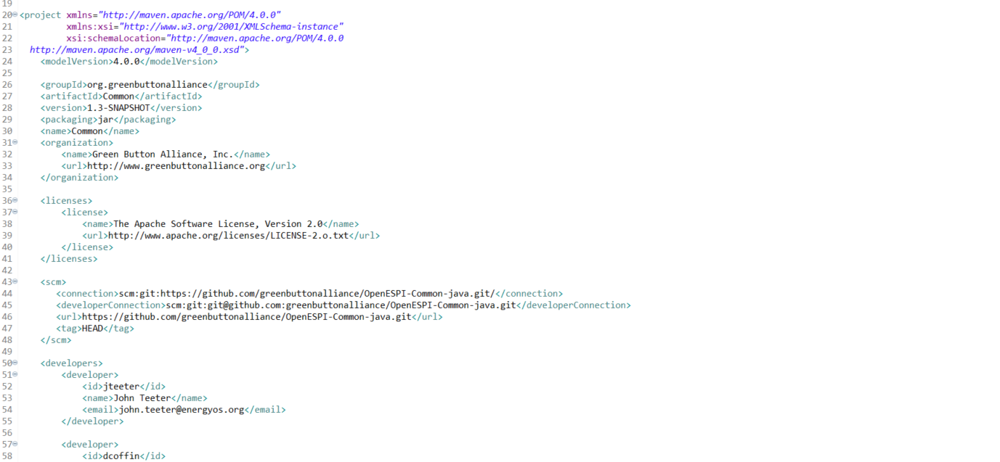 19
20 <project xmlns="http://maven.apache.org/POM/4.0.0"
21 xmlns:xsi="http://www.w3.org/2001/XMLSchema-instance"
22 xsi:schemaLocation="http://maven.apache.org/POM/4.0.0
23 http://maven.apache.org/maven-v4_0_0.xsd">
24 <modelVersion>4.0.0</modelVersion>
25
26 <groupId>org.greenbuttonalliance</groupId>
27 <artifactId>Common</artifactId>
28 <version>1.3-SNAPSHOT</version>
29 <packaging>jar</packaging>
30 <name>Common</name>
31 <organization>
32 <name>Green Button Alliance, Inc.</name>
33 <url>http://www.greenbuttonalliance.org</url>
34 </organization>
35
36 <licenses>
37 <license>
38 <name>The Apache Software License, Version 2.0</name>
39 <url>http://www.apache.org/licenses/LICENSE-2.o.txt</url>
40 </license>
41 </licenses>
42
43 <scm>
44 <connection>scm:git:https://github.com/greenbuttonalliance/OpenESPI-Common-java.git/</connection>
45 <developerConnection>scm:git:git@github.com:greenbuttonalliance/OpenESPI-Common-java.git</developerConnection>
46 <url>https://github.com/greenbuttonalliance/OpenESPI-Common-java.git</url>
47 <tag>HEAD</tag>
48 </scm>
49
50 <developers>
51 <developer>
52 <id>jteeter</id>
53 <name>John Teeter</name>
54 <email>john.teeter@energyos.org</email>
55 </developer>
56
57 <developer>
58 <id>dcoffin</id>